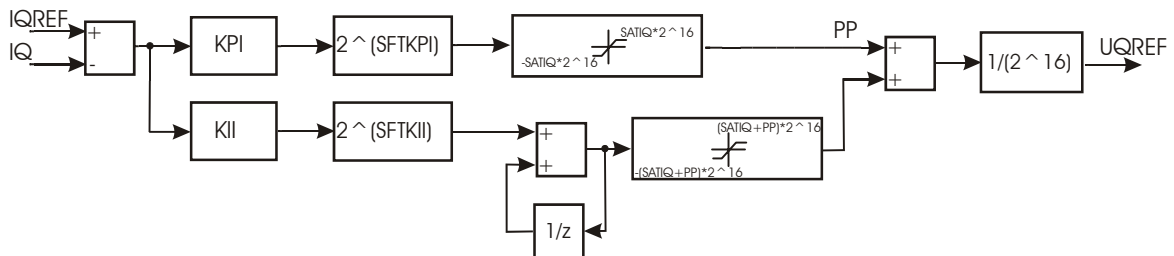 IQREF
IQ
+
-
KPI
2^(SFTKPI)
SATIQ*2^16
-SATIQ*2^16
PP
+
+
1/(2^16)
UQREF
KII
2^(SFTKII)
+
+
(SATIQ+PP)*2^16
-(SATIQ+PP)*2^16
1/z